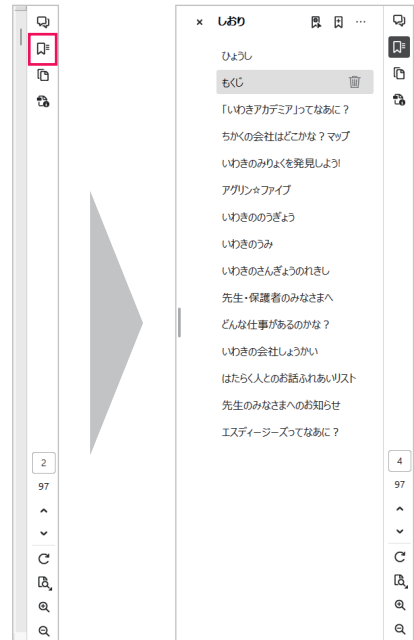 しおり
ひょうし
もくじ
「いわきアカデミア」ってなあに？
ちかくの会社はどこかな？マップ
いわきのみりょくを発見しよう!
アグリン☆ファイブ
いわきののうぎょう
いわきのうみ
いわきのさんぎょうのれきし
先生・保護者のみなさまへ
どんな仕事があるのかな？
いわきの会社しょうかい
はたらく人とのお話ふれあいリスト
先生のみなさまへのお知らせ
エスディージーズってなあに？
2
97
4
97